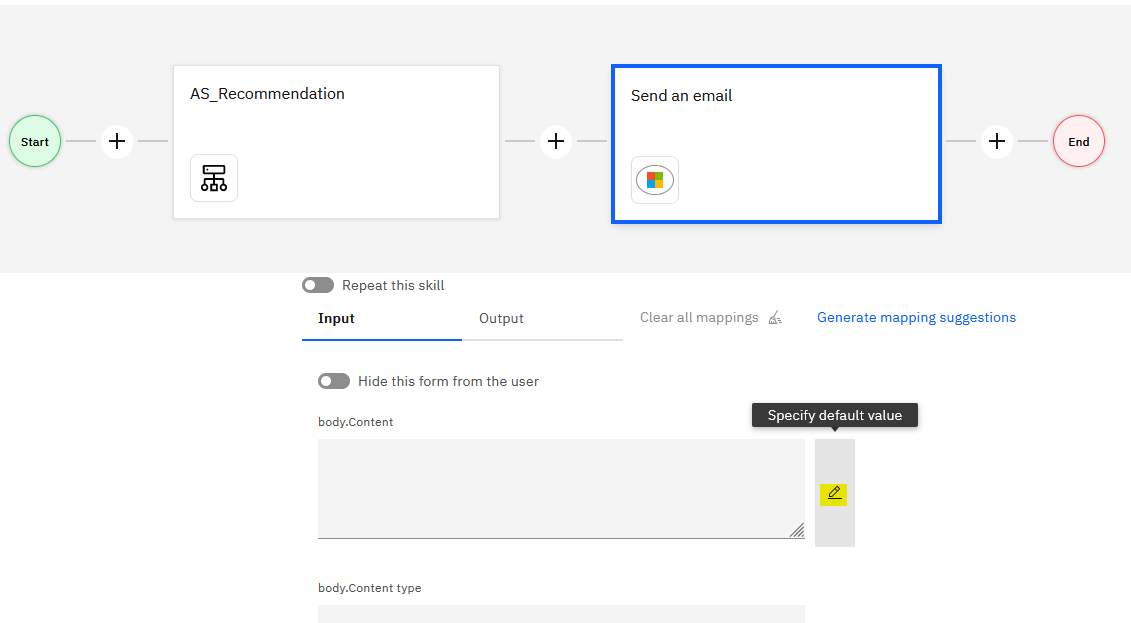 AS_Recommendation
Send an email
Start
End
Repeat this skill
Input
Output
Clear all mappings
Generate mapping suggestions
Hide this form from the user
Specify default value
body.Content
body.Content type